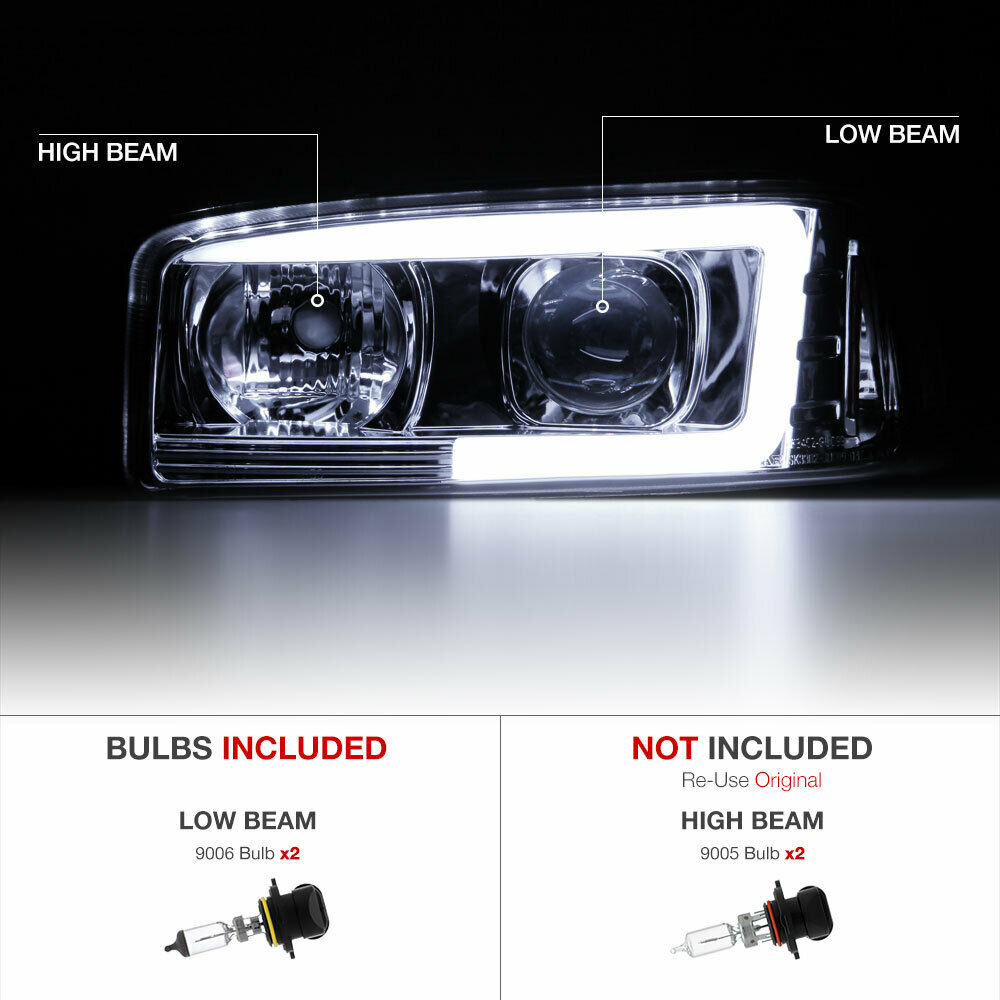 HIGH BEAM
LOW BEAM
BULBS INCLUDED
LOW BEAM
9006 Bulb x2
NOT INCLUDED
Re-Use Original
HIGH BEAM
9005 Bulb x2